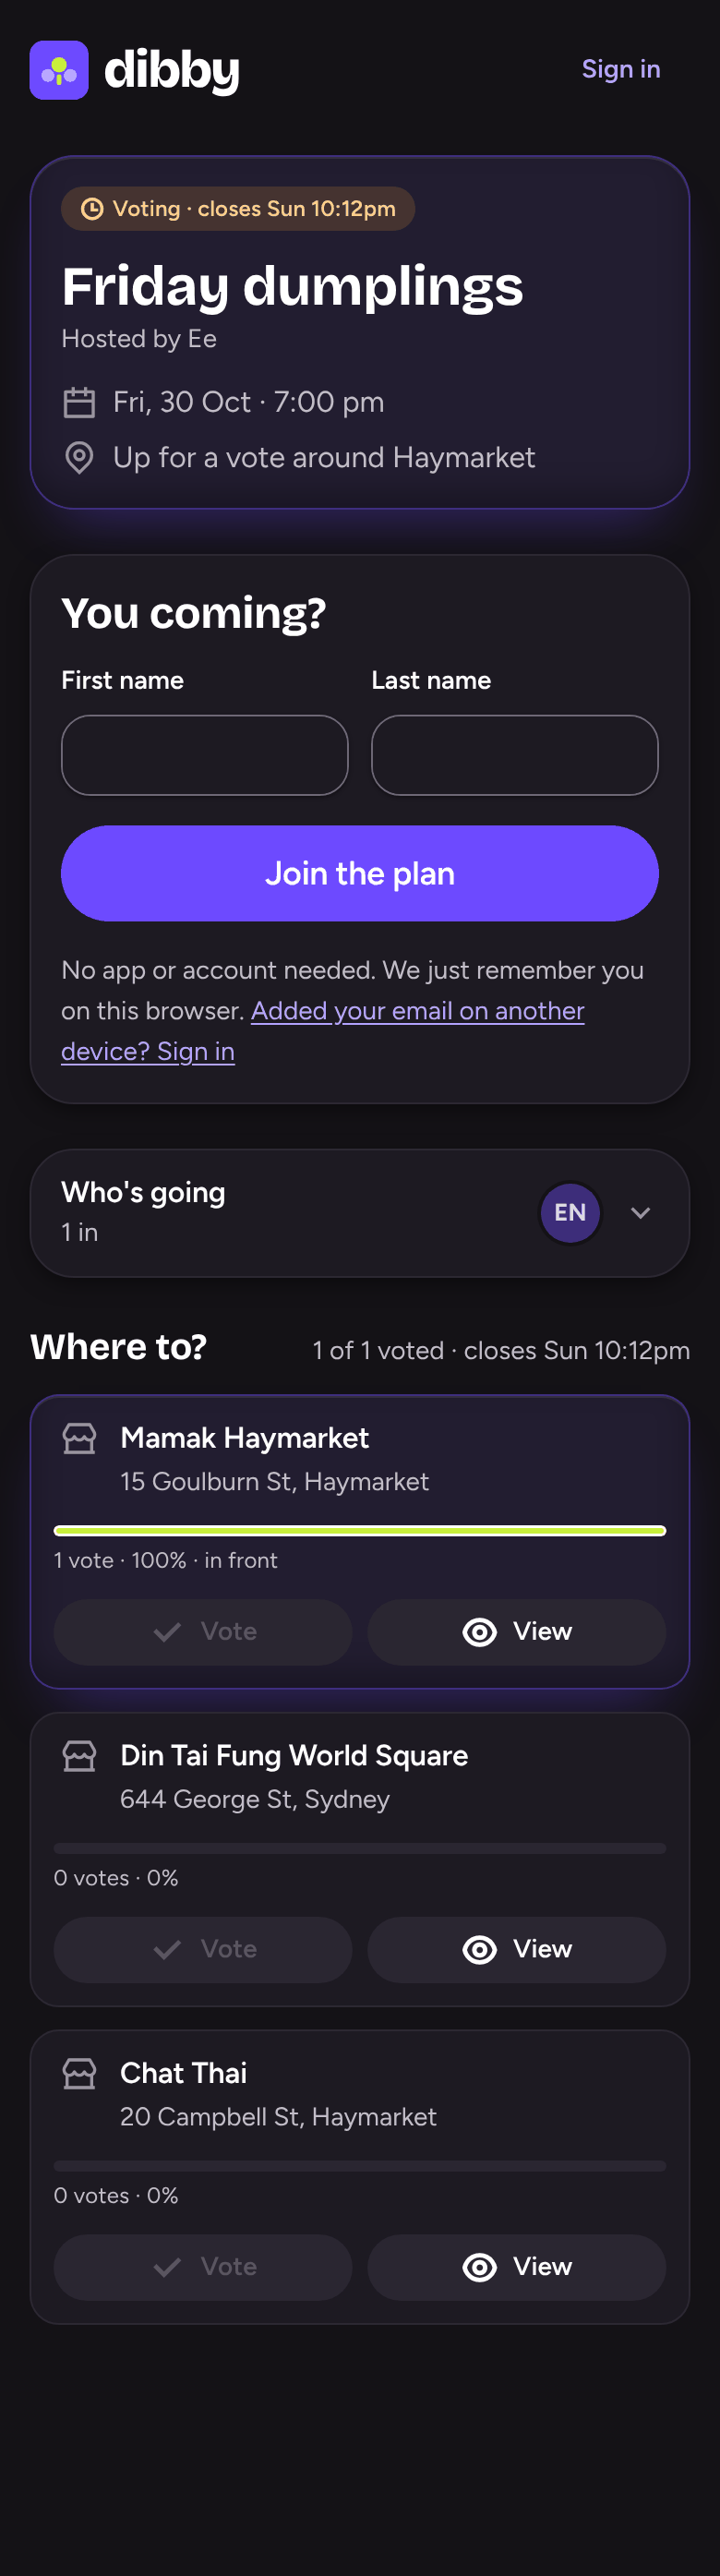 dibby
Sign in
Voting · closes Sun 10:12pm
Friday dumplings
Hosted by Ee
Fri, 30 Oct · 7:00 pm
Up for a vote around Haymarket
You coming?
First name
Last name
Join the plan
No app or account needed. We just remember you
on this browser. Added your email on another
device? Sign in
Who's going
1 in
EN
Where to?
1 of 1 voted · closes Sun 10:12pm
Mamak Haymarket
15 Goulburn St, Haymarket
1 vote · 100% · in front
Vote
View
Din Tai Fung World Square
644 George St, Sydney
0 votes · 0%
Vote
View
Chat Thai
20 Campbell St, Haymarket
0 votes · 0%
Vote
View